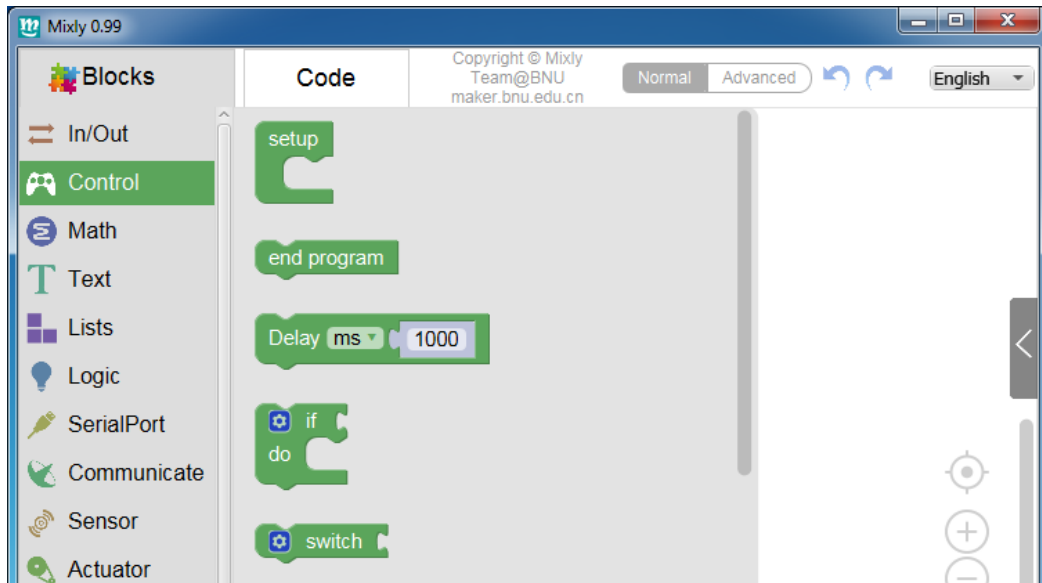 Mixly 0.99
Blocks
Code
Copyright © Mixly
Team@BNU
maker.bnu.edu.cn
Normal
Advanced
English
In/Out
Control
Math
Text
Lists
Logic
SerialPort
Communicate
Sensor
Actuator
setup
end program
Delay ms 1000
if
do
switch